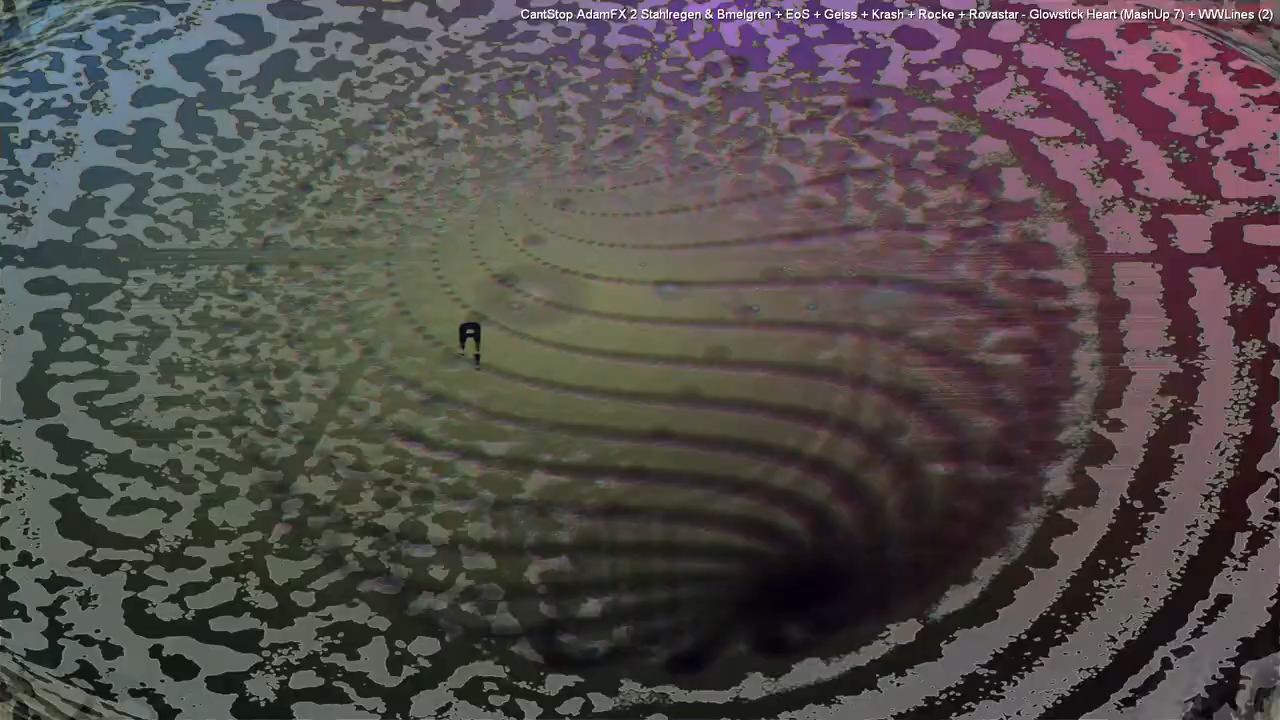 CantStop AdamFX 2 Stahlregen & Bmelgren + EoS + Geiss + Krash + Rocke + Rovastar - Glowstick Heart (MashUp 7) + WWLines (2)